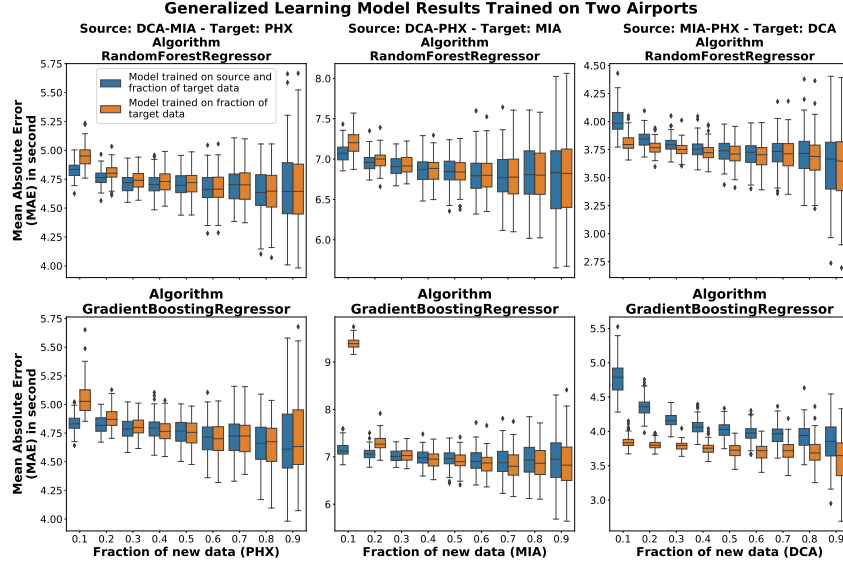 Generalized Learning Model Results Trained on Two Airports
Source: DCA-MIA - Target: PHX
Algorithm
RandomForestRegressor
Source: DCA-PHX - Target: MIA
Algorithm
RandomForestRegressor
Source: MIA-PHX - Target: DCA
Algorithm
RandomForestRegressor
Mean Absolute Error
(MAE) in second
5.75
5.50
5.25
5.00
4.75
4.50
4.25
4.00
Model trained on source and
fraction of target data
Model trained on fraction of
target data
8.0
7.5
7.0
6.5
6.0
4.50
4.25
4.00
3.75
3.50
3.25
3.00
2.75
Algorithm
GradientBoostingRegressor
Algorithm
GradientBoostingRegressor
Algorithm
GradientBoostingRegressor
Mean Absolute Error
(MAE) in second
5.75
5.50
5.25
5.00
4.75
4.50
4.25
4.00
0.1 0.2 0.3 0.4 0.5 0.6 0.7 0.8 0.9
Fraction of new data (PHX)
9
8
7
6
0.1 0.2 0.3 0.4 0.5 0.6 0.7 0.8 0.9
Fraction of new data (MIA)
5.5
5.0
4.5
4.0
3.5
3.0
0.1 0.2 0.3 0.4 0.5 0.6 0.7 0.8 0.9
Fraction of new data (DCA)